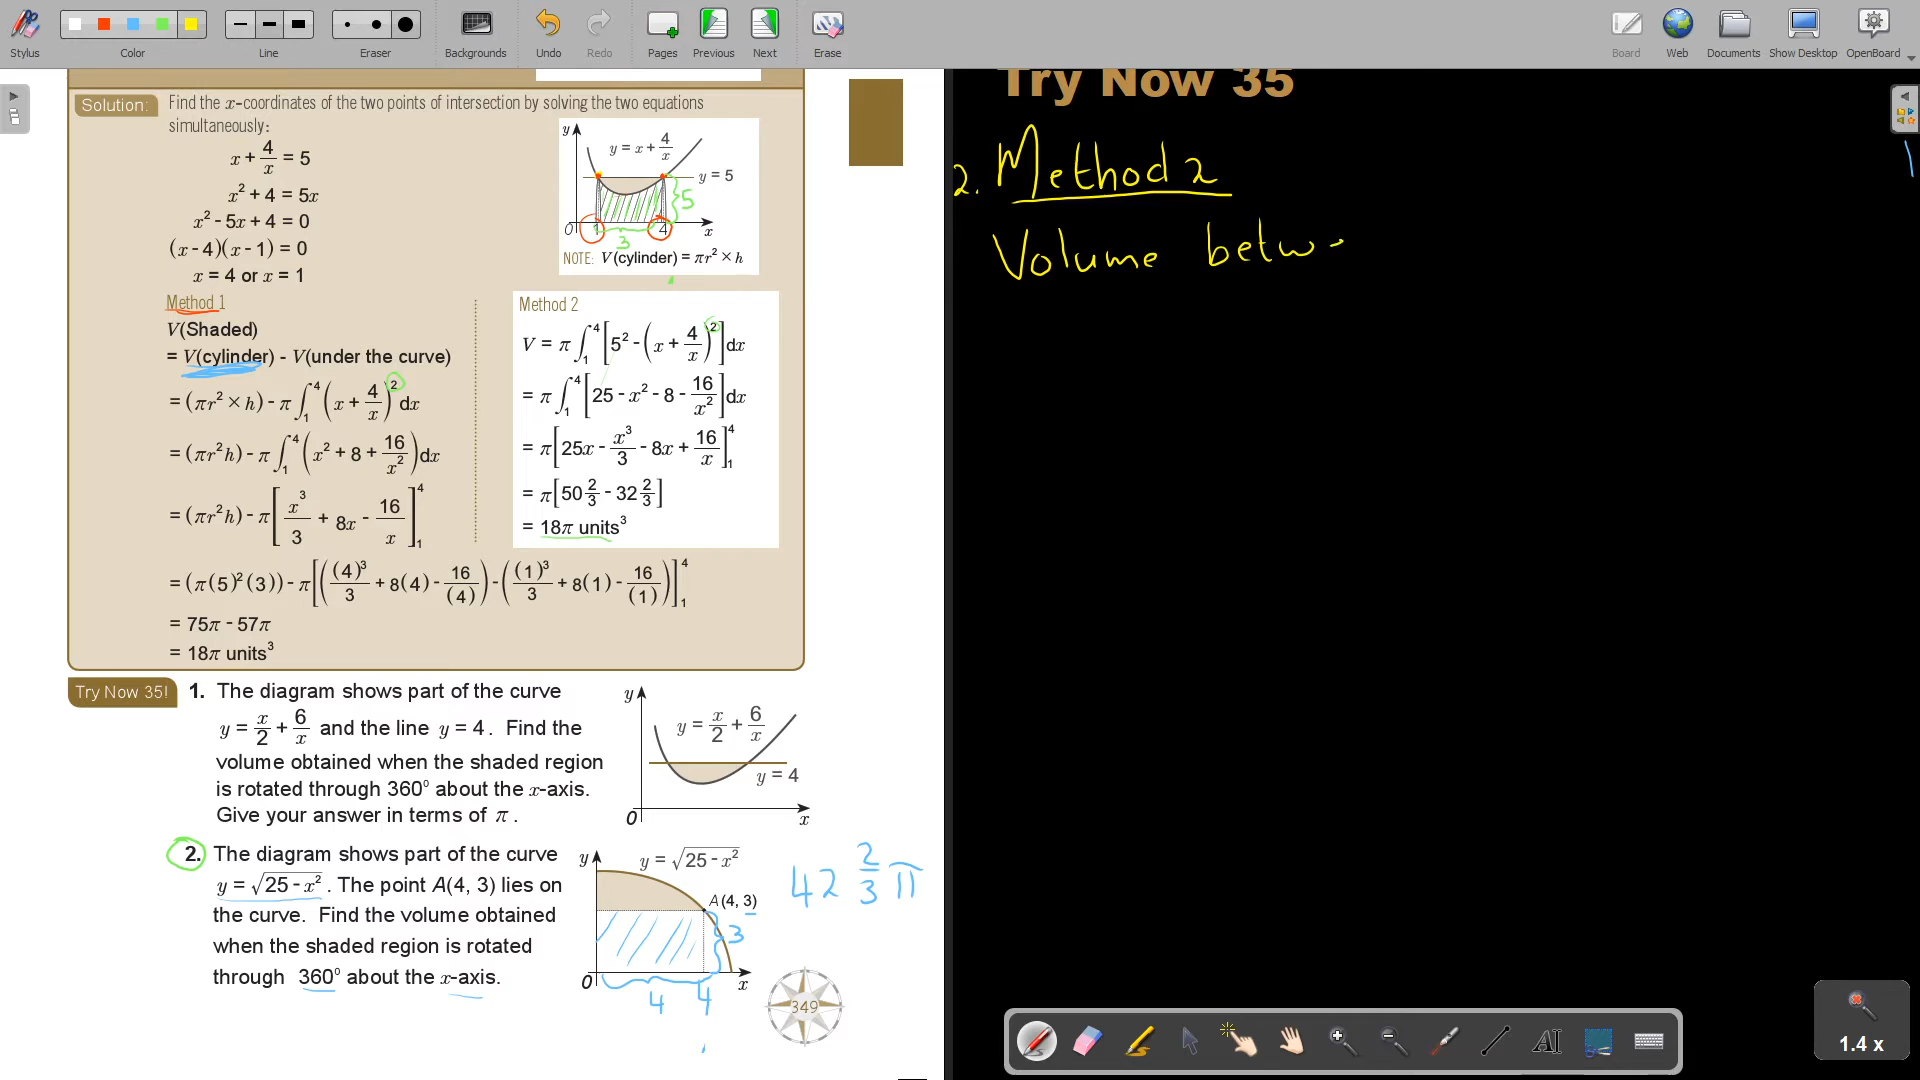 Stylus
Color
Line
Eraser
Backgrounds
Undo
Redo
Pages
Previous
Next
Erase
Board
Web
Documents
Show Desktop
OpenBoard
Solution: Find the x-coordinates of the two points of intersection by solving the two equations
simultaneously:
x + 4/x = 5
x² + 4 = 5x
x² - 5x + 4 = 0
(x - 4)(x - 1) = 0
x = 4 or x = 1
y
y = x + 4/x
y = 5
5
O 1 4 x
3
NOTE: V(cylinder) = πr² × h
Method 1
V(Shaded)
= V(cylinder) - V(under the curve)
= (πr² × h) - π∫₁⁴ (x + 4/x)² dx
= (πr²h) - π∫₁⁴ (x² + 8 + 16/x²) dx
= (πr²h) - π[x³/3 + 8x - 16/x]₁⁴
= (π(5)²(3)) - π[((4)³/3 + 8(4) - 16/(4)) - ((1)³/3 + 8(1) - 16/(1))]₁⁴
= 75π - 57π
= 18π units³
Method 2
V = π∫₁⁴ [5² - (x + 4/x)²] dx
= π∫₁⁴ [25 - x² - 8 - 16/x²] dx
= π[25x - x³/3 - 8x + 16/x]₁⁴
= π[50 2/3 - 32 2/3]
= 18π units³
Try Now 35!
1. The diagram shows part of the curve
y = x/2 + 6/x and the line y = 4. Find the
volume obtained when the shaded region
is rotated through 360° about the x-axis.
Give your answer in terms of π.
y
y = x/2 + 6/x
y = 4
O x
2. The diagram shows part of the curve
y = √(25 - x²). The point A(4, 3) lies on
the curve. Find the volume obtained
when the shaded region is rotated
through 360° about the x-axis.
y
y = √(25 - x²)
A(4, 3)
3
O x
4 4
42 2/3 π
349
Try Now 35
2. Method 2
Volume betw
1.4 x